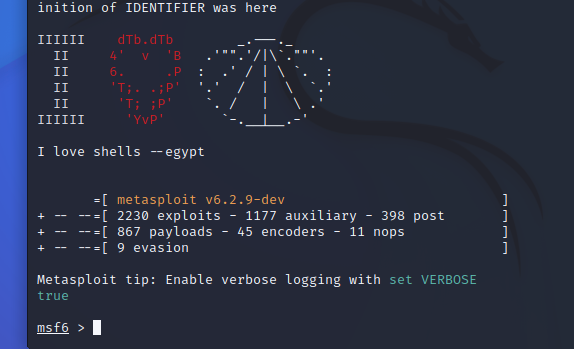 inition of IDENTIFIER was here
IIIIII    dTb.dTb        _.---._
  II     4'  v  'B   .'"".'/|\`.""'.
  II     6.     .P  :  .' / | \ `.  :
  II     'T;. .;P'  '.'  /  |  \  `.'
  II      'T; ;P'    `. /   |   \ .'
IIIIII     'YvP'       `-.__|__.-'
I love shells --egypt
       =[ metasploit v6.2.9-dev                           ]
+ -- --=[ 2230 exploits - 1177 auxiliary - 398 post       ]
+ -- --=[ 867 payloads - 45 encoders - 11 nops            ]
+ -- --=[ 9 evasion                                       ]
Metasploit tip: Enable verbose logging with set VERBOSE
true
msf6 >